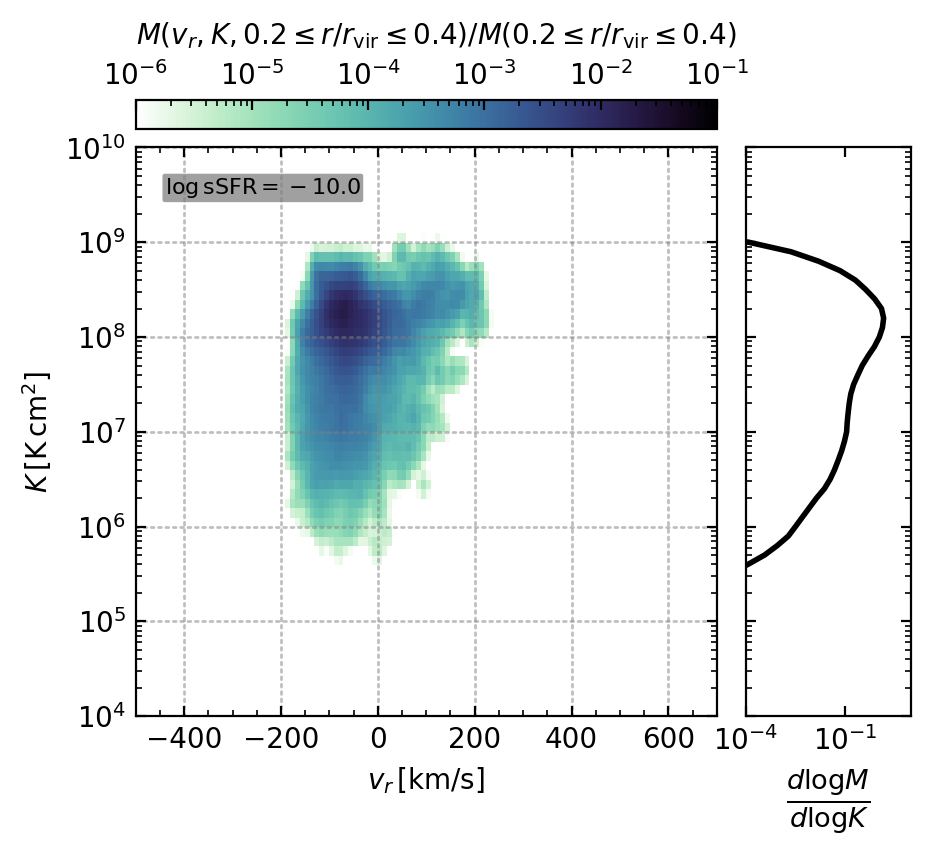 M(v_r, K, 0.2 ≤ r/r_vir ≤ 0.4)/M(0.2 ≤ r/r_vir ≤ 0.4)
10^−6 10^−5 10^−4 10^−3 10^−2 10^−1
log sSFR = −10.0
10^10
10^9
10^8
10^7
10^6
10^5
10^4
K [K cm^2]
−400 −200 0 200 400 600
v_r [km/s]
10^−4 10^−1
dlogM
dlogK